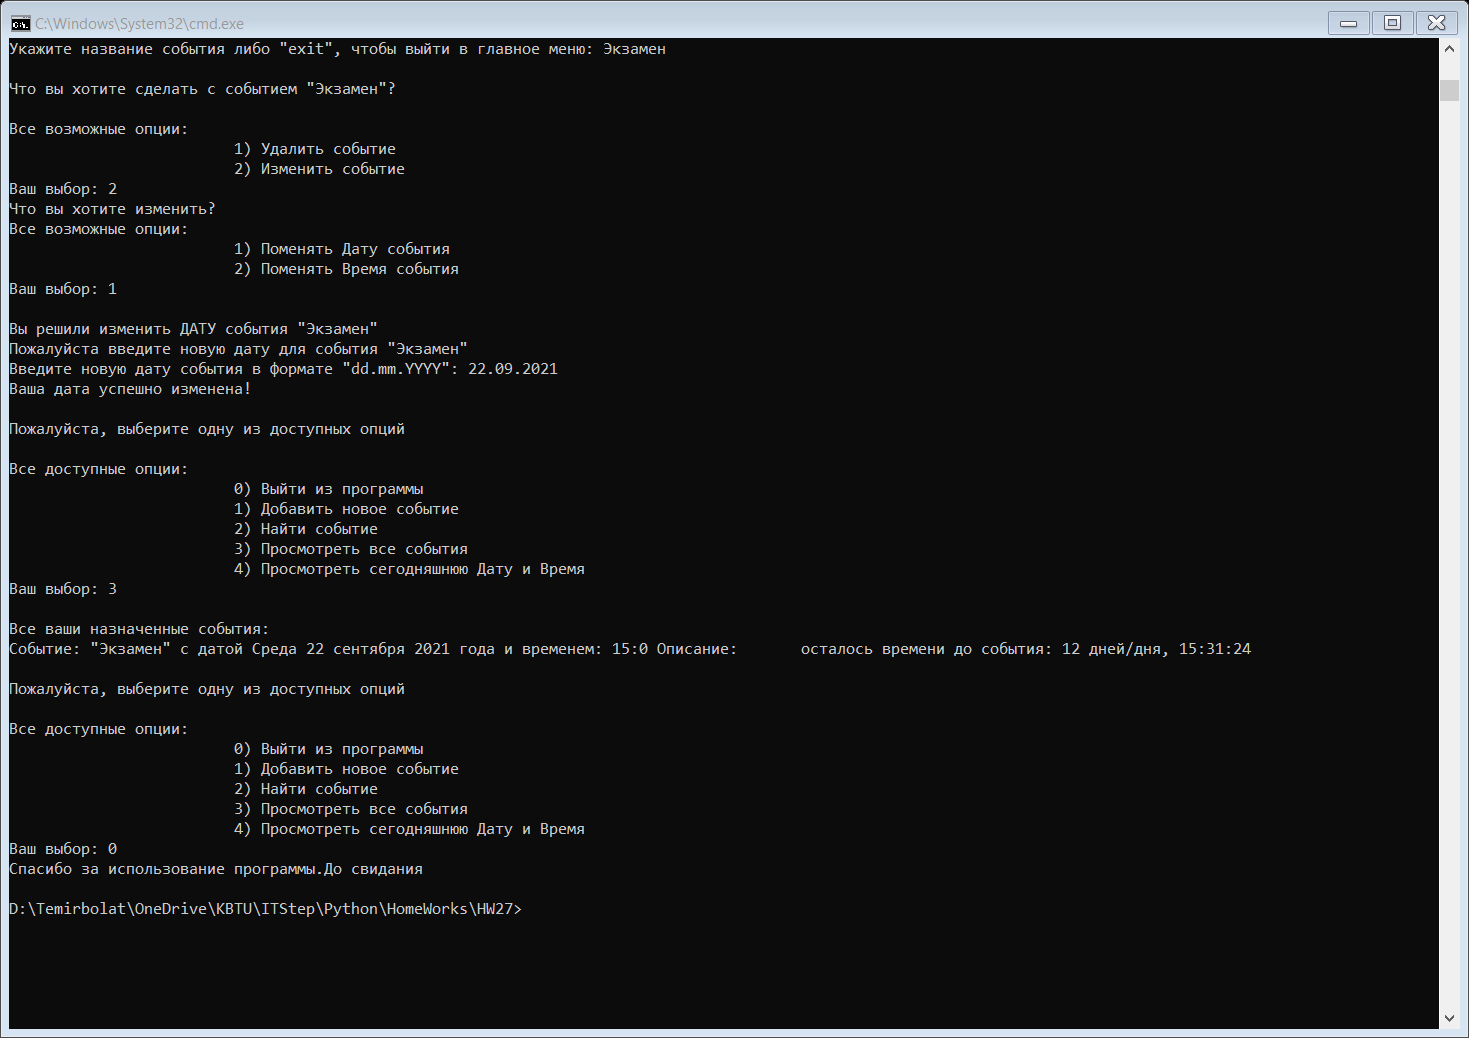 C:\Windows\System32\cmd.exe
Укажите название события либо "exit", чтобы выйти в главное меню: Экзамен
Что вы хотите сделать с событием "Экзамен"?
Все возможные опции:
1) Удалить событие
2) Изменить событие
Ваш выбор: 2
Что вы хотите изменить?
Все возможные опции:
1) Поменять Дату события
2) Поменять Время события
Ваш выбор: 1
Вы решили изменить ДАТУ события "Экзамен"
Пожалуйста введите новую дату для события "Экзамен"
Введите новую дату события в формате "dd.mm.YYYY": 22.09.2021
Ваша дата успешно изменена!
Пожалуйста, выберите одну из доступных опций
Все доступные опции:
0) Выйти из программы
1) Добавить новое событие
2) Найти событие
3) Просмотреть все события
4) Просмотреть сегодняшнюю Дату и Время
Ваш выбор: 3
Все ваши назначенные события:
Событие: "Экзамен" с датой Среда 22 сентября 2021 года и временем: 15:0 Описание: осталось времени до события: 12 дней/дня, 15:31:24
Пожалуйста, выберите одну из доступных опций
Все доступные опции:
0) Выйти из программы
1) Добавить новое событие
2) Найти событие
3) Просмотреть все события
4) Просмотреть сегодняшнюю Дату и Время
Ваш выбор: 0
Спасибо за использование программы.До свидания
D:\Temirbolat\OneDrive\KBTU\ITStep\Python\HomeWorks\HW27>